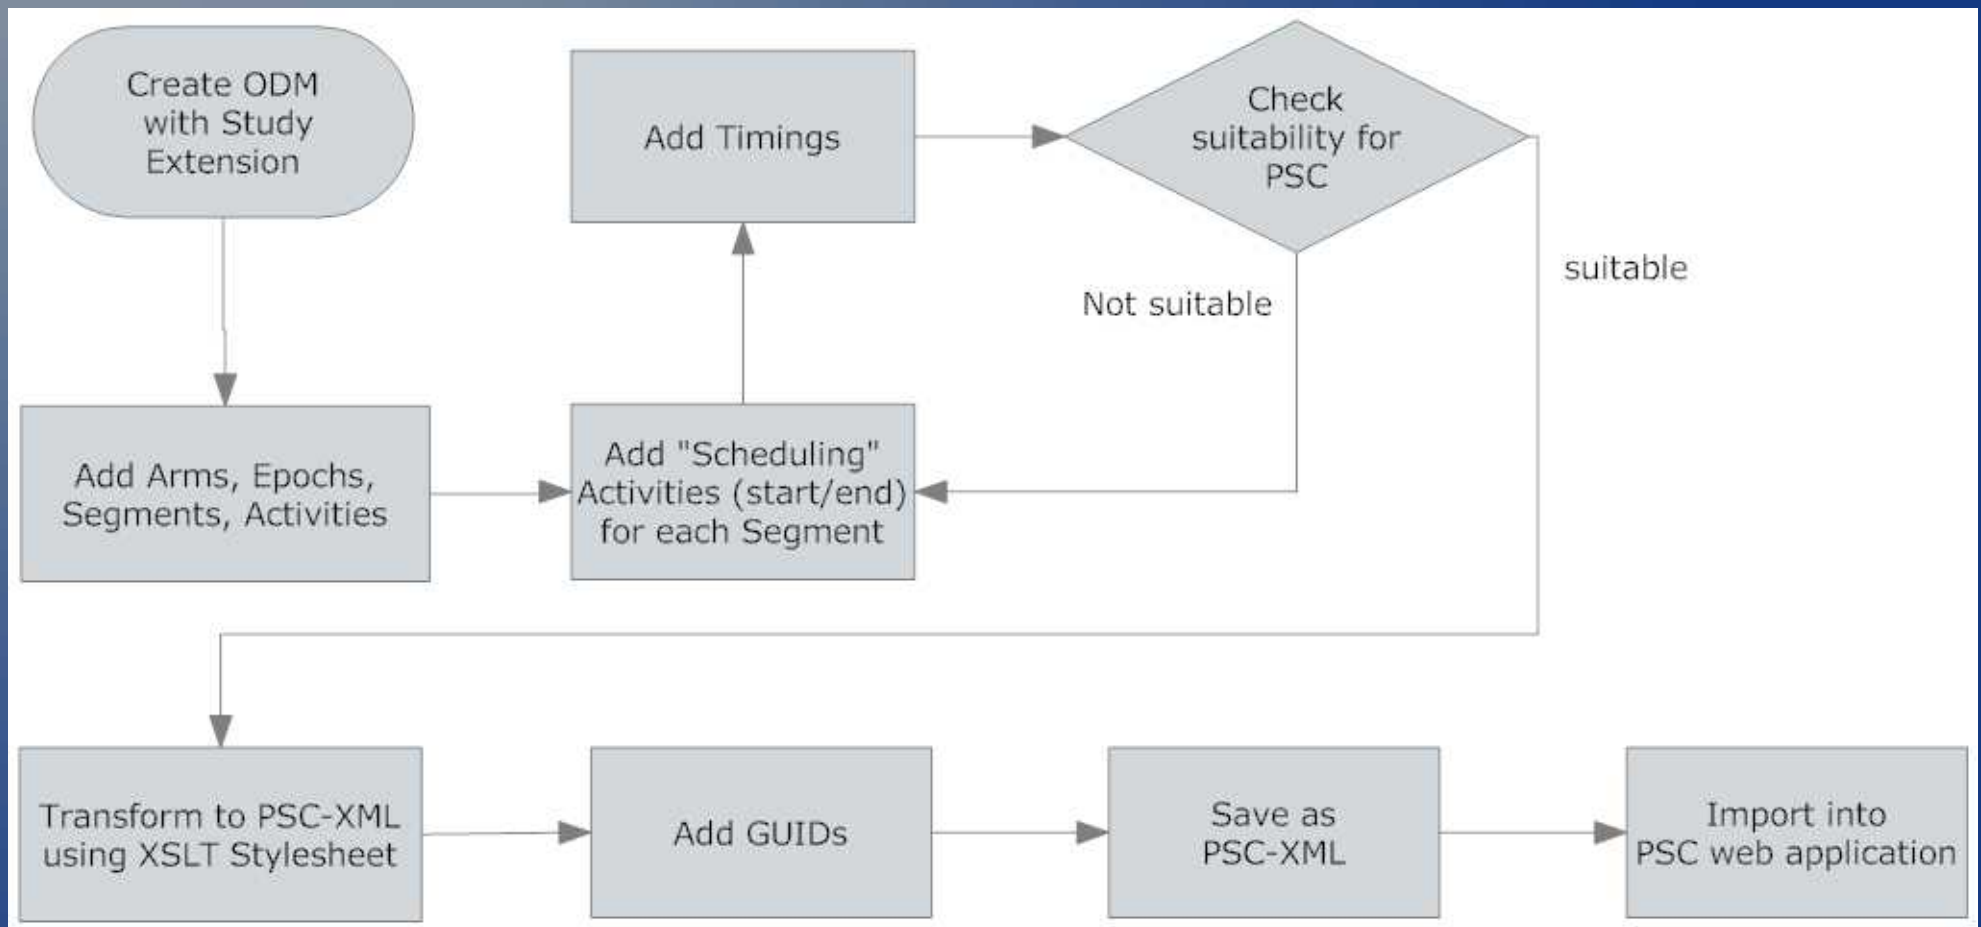 Create ODM
with Study
Extension
Add Arms, Epochs,
Segments, Activities
Add "Scheduling"
Activities (start/end)
for each Segment
Add Timings
Check
suitability for
PSC
Not suitable
suitable
Transform to PSC-XML
using XSLT Stylesheet
Add GUIDs
Save as
PSC-XML
Import into
PSC web application